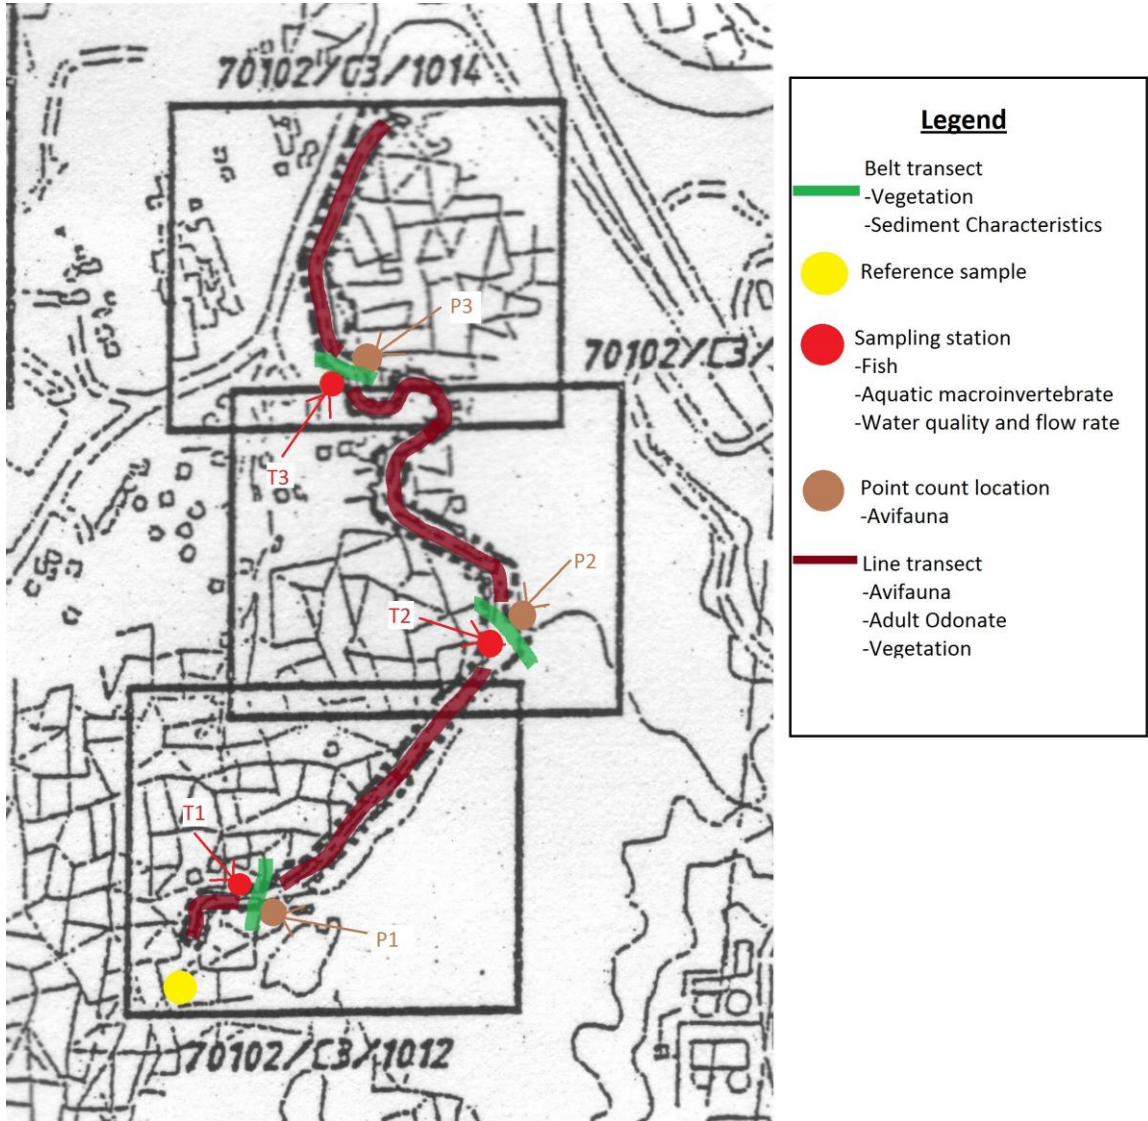 70102/G3/1014
P3
70102/C3/
T3
P2
T2
T1
P1
70102/C3/1012
Legend
Belt transect
-Vegetation
-Sediment Characteristics
Reference sample
Sampling station
-Fish
-Aquatic macroinvertebrate
-Water quality and flow rate
Point count location
-Avifauna
Line transect
-Avifauna
-Adult Odonate
-Vegetation